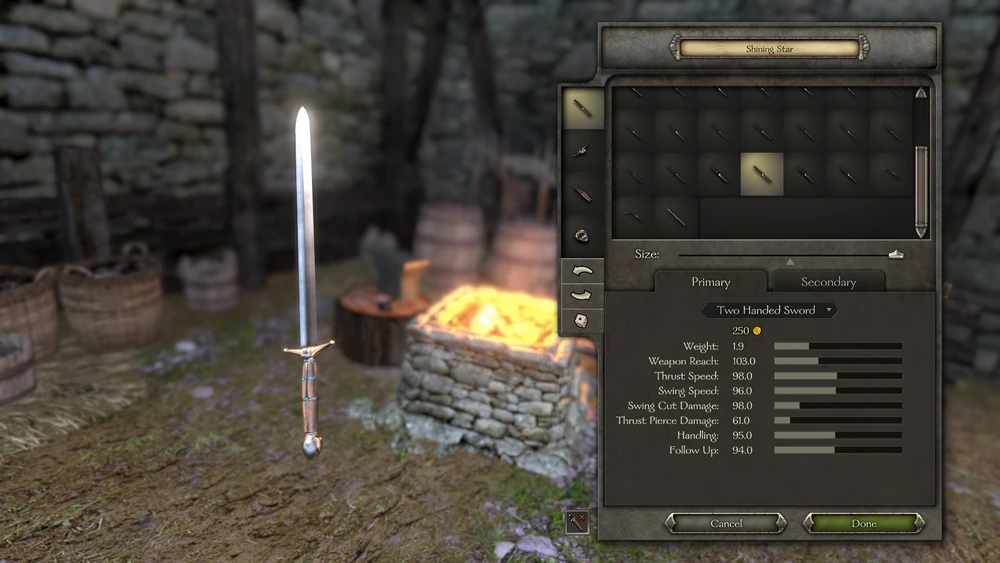 Shining Star
Size:
Primary Secondary
Two Handed Sword
250
Weight: 1.9
Weapon Reach: 103.0
Thrust Speed: 98.0
Swing Speed: 96.0
Swing Cut Damage: 98.0
Thrust Pierce Damage: 61.0
Handling: 95.0
Follow Up: 94.0
Cancel Done